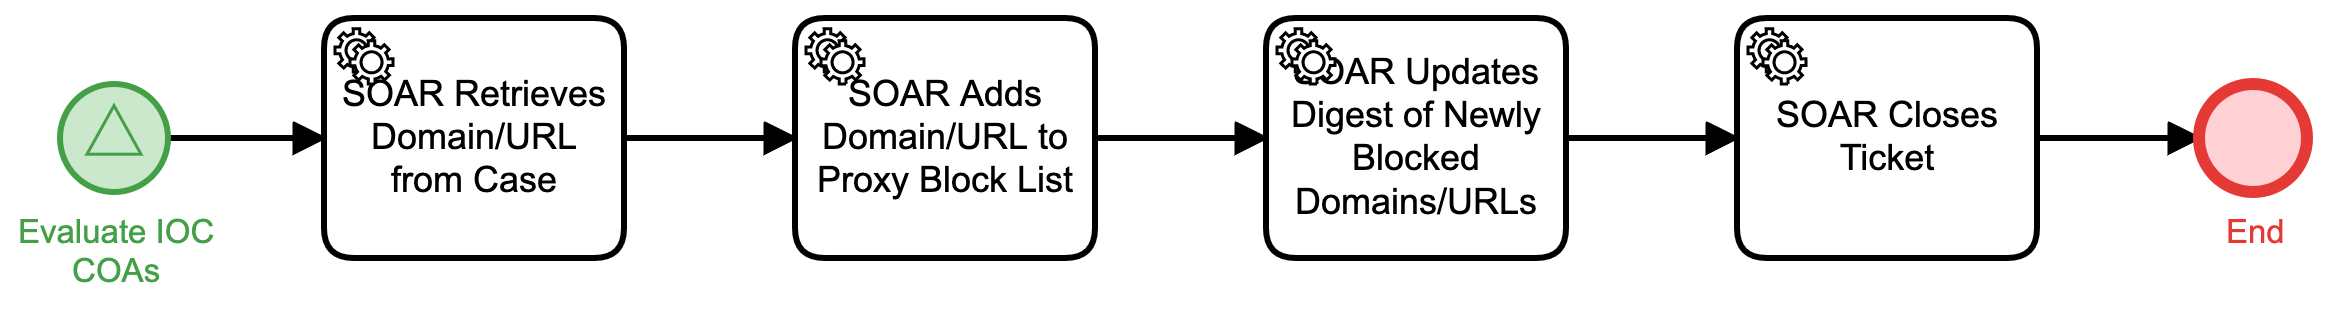 Evaluate IOC
COAs
SOAR Retrieves
Domain/URL
from Case
SOAR Adds
Domain/URL to
Proxy Block List
SOAR Updates
Digest of Newly
Blocked
Domains/URLs
SOAR Closes
Ticket
End